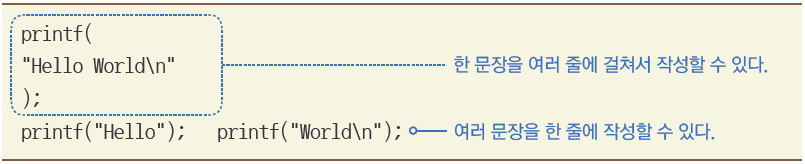 printf(
"Hello World\n" 한 문장을 여러 줄에 걸쳐서 작성할 수 있다.
);
printf("Hello"); printf("World\n"); 여러 문장을 한 줄에 작성할 수 있다.